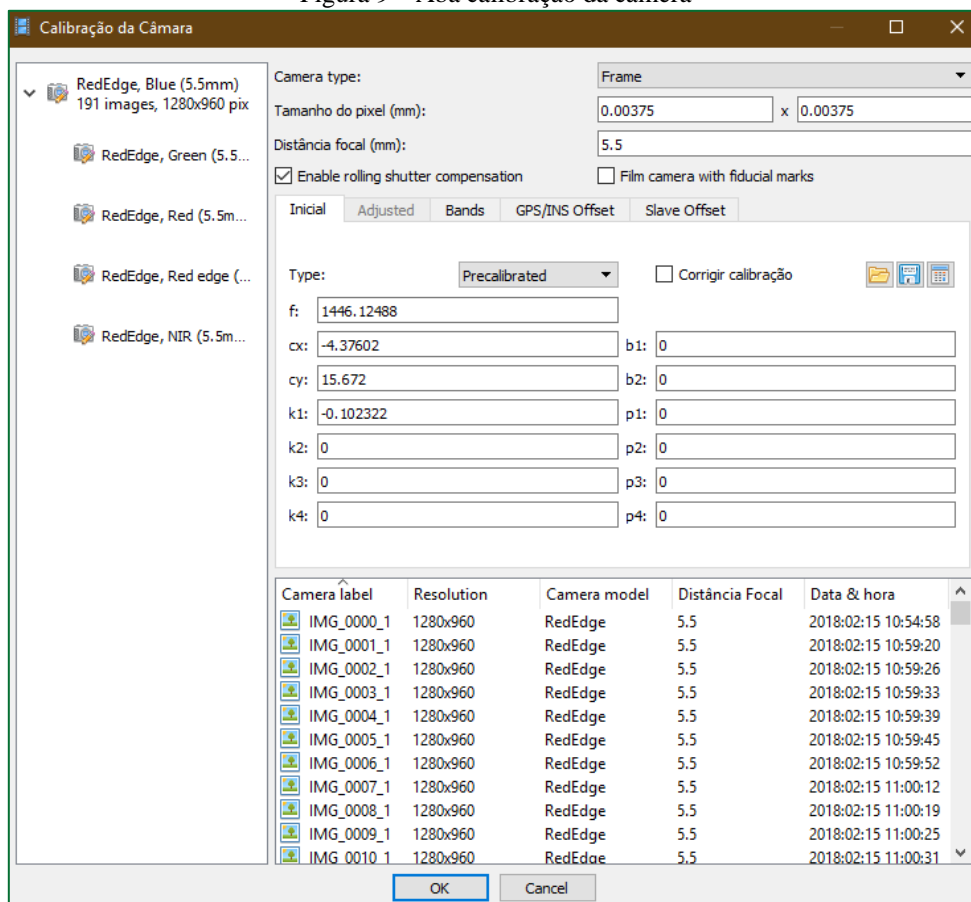 Figura 9 – Aba calibração da câmera
Calibração da Câmara
RedEdge, Blue (5.5mm)
191 images, 1280x960 pix
RedEdge, Green (5.5...
RedEdge, Red (5.5m...
RedEdge, Red edge (...
RedEdge, NIR (5.5m...
Camera type: Frame
Tamanho do pixel (mm): 0.00375 x 0.00375
Distância focal (mm): 5.5
Enable rolling shutter compensation Film camera with fiducial marks
Inicial Adjusted Bands GPS/INS Offset Slave Offset
Type: Precalibrated Corrigir calibração
f: 1446.12488
cx: -4.37602 b1: 0
cy: 15.672 b2: 0
k1: -0.102322 p1: 0
k2: 0 p2: 0
k3: 0 p3: 0
k4: 0 p4: 0
Camera label Resolution Camera model Distância Focal Data & hora
IMG_0000_1 1280x960 RedEdge 5.5 2018:02:15 10:54:58
IMG_0001_1 1280x960 RedEdge 5.5 2018:02:15 10:59:20
IMG_0002_1 1280x960 RedEdge 5.5 2018:02:15 10:59:26
IMG_0003_1 1280x960 RedEdge 5.5 2018:02:15 10:59:33
IMG_0004_1 1280x960 RedEdge 5.5 2018:02:15 10:59:39
IMG_0005_1 1280x960 RedEdge 5.5 2018:02:15 10:59:45
IMG_0006_1 1280x960 RedEdge 5.5 2018:02:15 10:59:52
IMG_0007_1 1280x960 RedEdge 5.5 2018:02:15 11:00:12
IMG_0008_1 1280x960 RedEdge 5.5 2018:02:15 11:00:19
IMG_0009_1 1280x960 RedEdge 5.5 2018:02:15 11:00:25
IMG_0010_1 1280x960 RedEdge 5.5 2018:02:15 11:00:31
OK Cancel